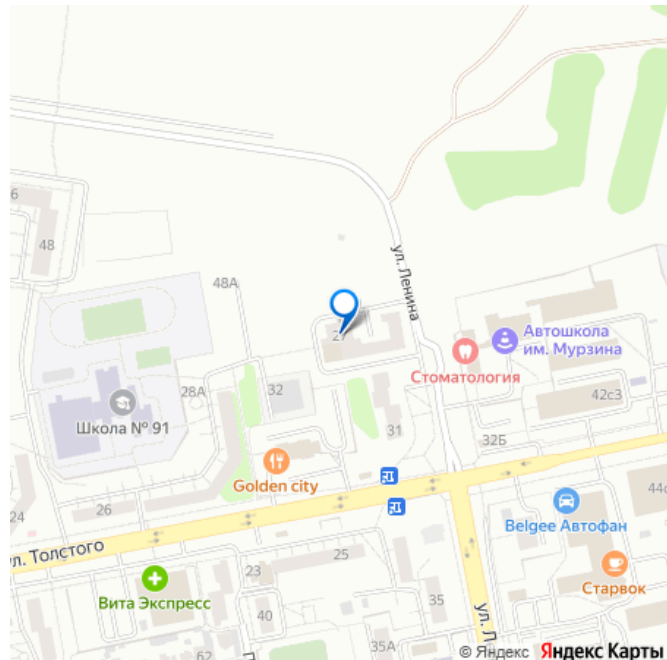 6
48
48А
ул. Ленина
27
Автошкола
им. Мурзина
Стоматология
28А
32
42с3
Школа № 91
31
32Б
Golden city
44с
24
26
Belgee Автофан
ул. Толстого
25
Вита Экспресс
23
Старвок
40
35
ул. Л
62
35А
© Яндекс Яндекс Карты